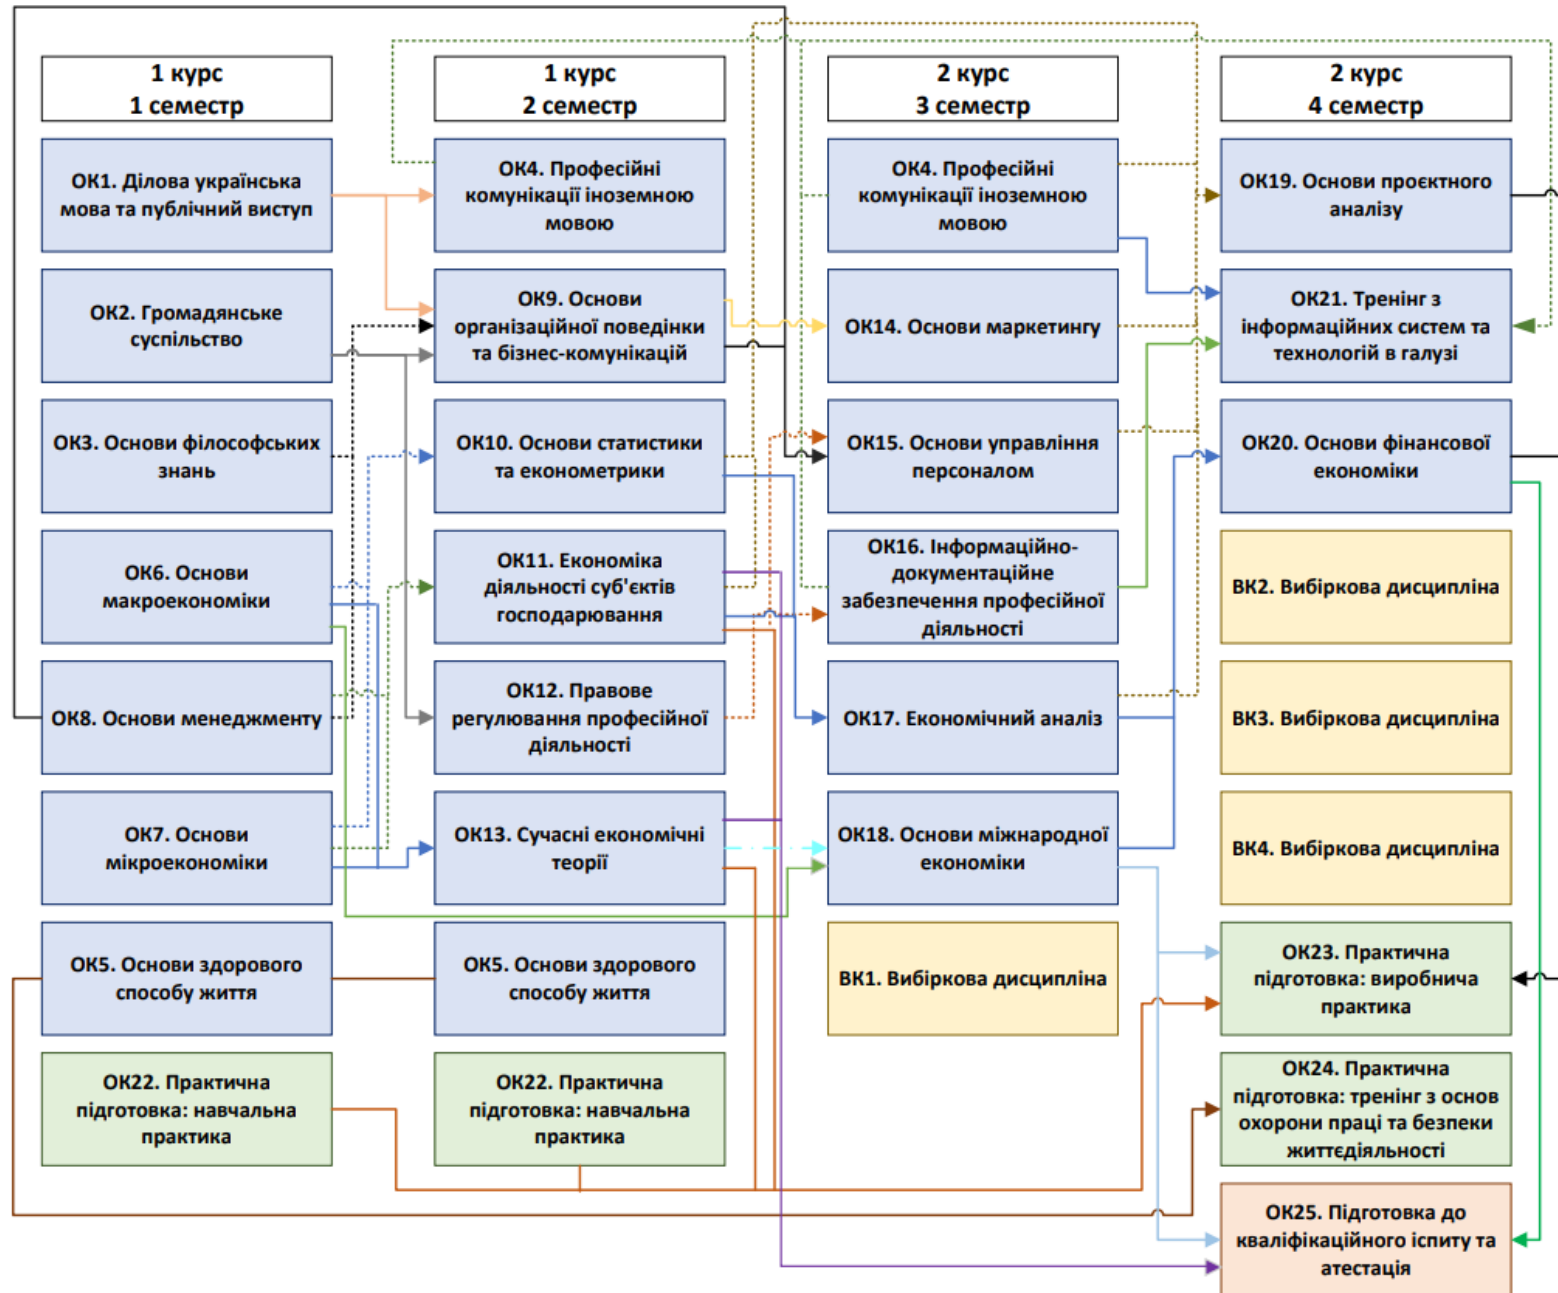 1 курс
1 семестр
1 курс
2 семестр
2 курс
3 семестр
2 курс
4 семестр
ОК1. Ділова українська
мова та публічний виступ
ОК4. Професійні
комунікації іноземною
мовою
ОК4. Професійні
комунікації іноземною
мовою
ОК19. Основи проєктного
аналізу
ОК2. Громадянське
суспільство
ОК9. Основи
організаційної поведінки
та бізнес-комунікацій
ОК14. Основи маркетингу
ОК21. Тренінг з
інформаційних систем та
технологій в галузі
ОК3. Основи філософських
знань
ОК10. Основи статистики
та економетрики
ОК15. Основи управління
персоналом
ОК20. Основи фінансової
економіки
ОК6. Основи
макроекономіки
ОК11. Економіка
діяльності суб'єктів
господарювання
ОК16. Інформаційно-
документаційне
забезпечення професійної
діяльності
ВК2. Вибіркова дисципліна
ОК8. Основи менеджменту
ОК12. Правове
регулювання професійної
діяльності
ОК17. Економічний аналіз
ВК3. Вибіркова дисципліна
ОК7. Основи
мікроекономіки
ОК13. Сучасні економічні
теорії
ОК18. Основи міжнародної
економіки
ВК4. Вибіркова дисципліна
ОК5. Основи здорового
способу життя
ОК5. Основи здорового
способу життя
ВК1. Вибіркова дисципліна
ОК23. Практична
підготовка: виробнича
практика
ОК22. Практична
підготовка: навчальна
практика
ОК22. Практична
підготовка: навчальна
практика
ОК24. Практична
підготовка: тренінг з основ
охорони праці та безпеки
життєдіяльності
ОК25. Підготовка до
кваліфікаційного іспиту та
атестація